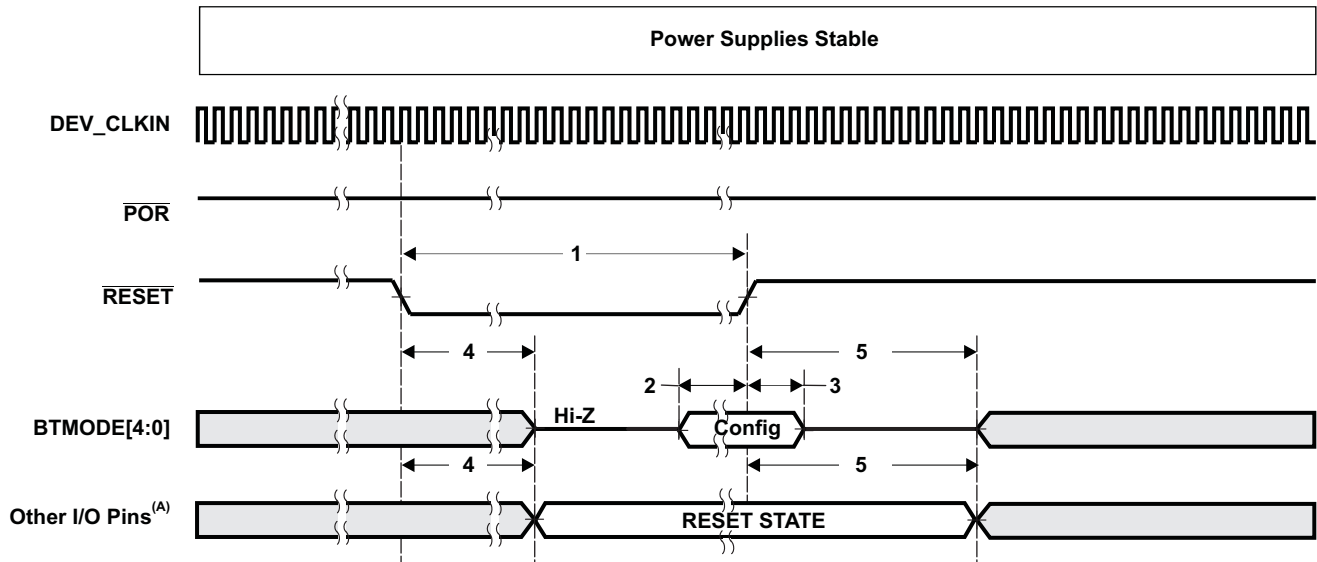 Power Supplies Stable
DEV_CLKIN
POR
1
RESET
4
5
2
3
Hi-Z
BTMODE[4:0]
Config
4
5
Other I/O Pins(A)
RESET STATE